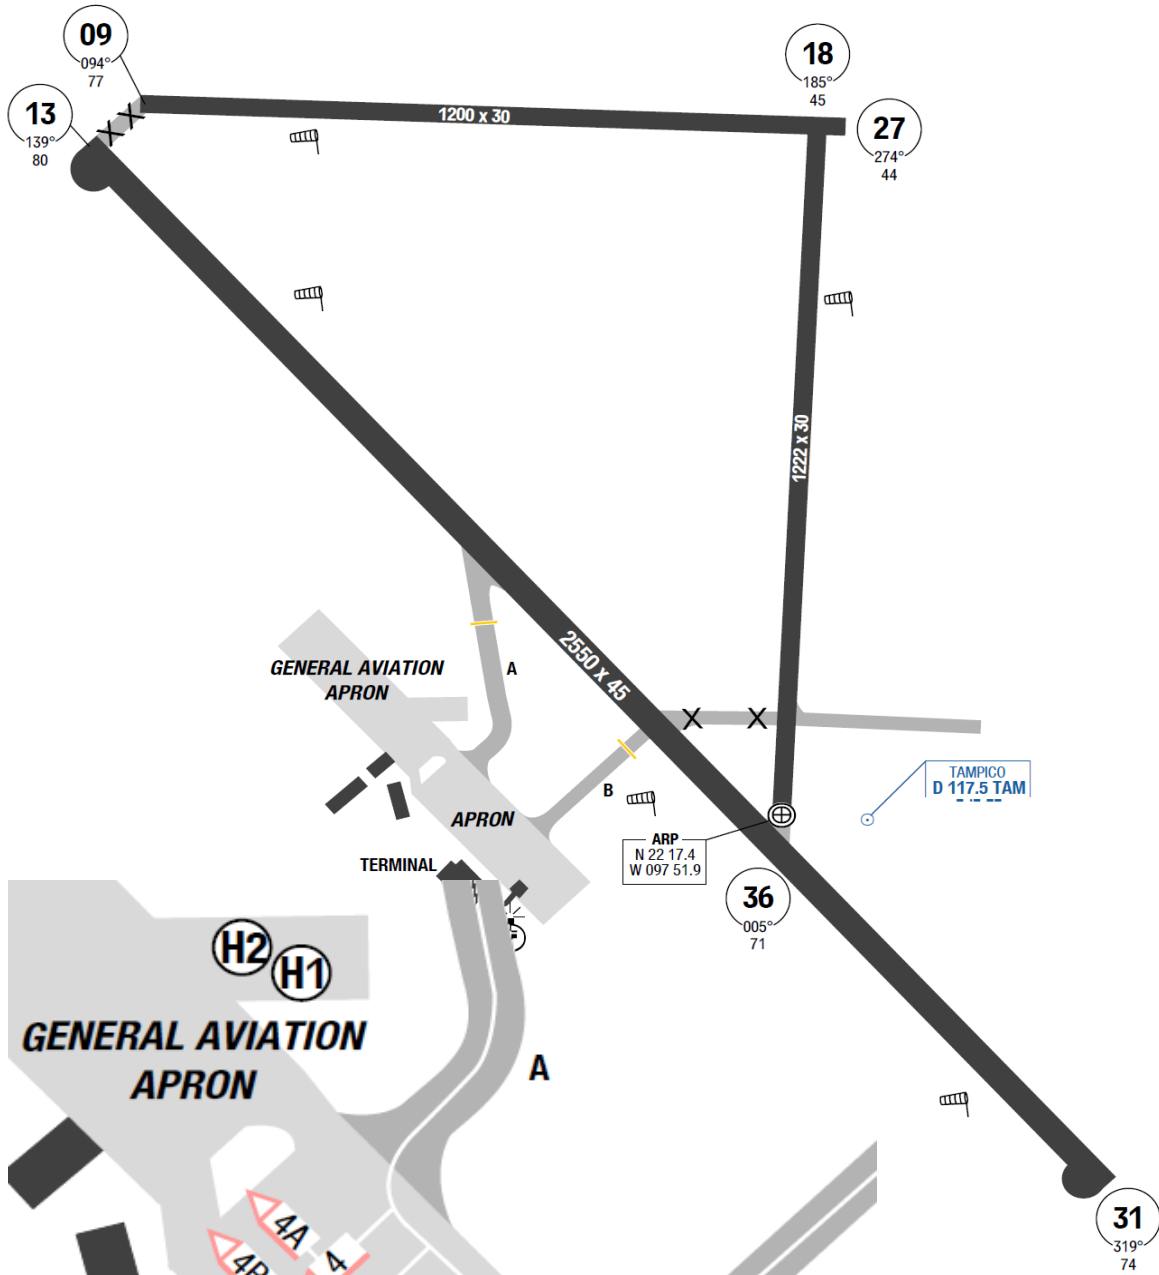 09
094°
77
18
185°
45
13
139°
80
1200 x 30
27
274°
44
1222 x 30
2550 x 45
GENERAL AVIATION
APRON
A
B
APRON
TAMPICO
D 117.5 TAM
ARP
N 22 17.4
W 097 51.9
TERMINAL
36
005°
71
H2
H1
GENERAL AVIATION
APRON
A
4A
4
4B
31
319°
74